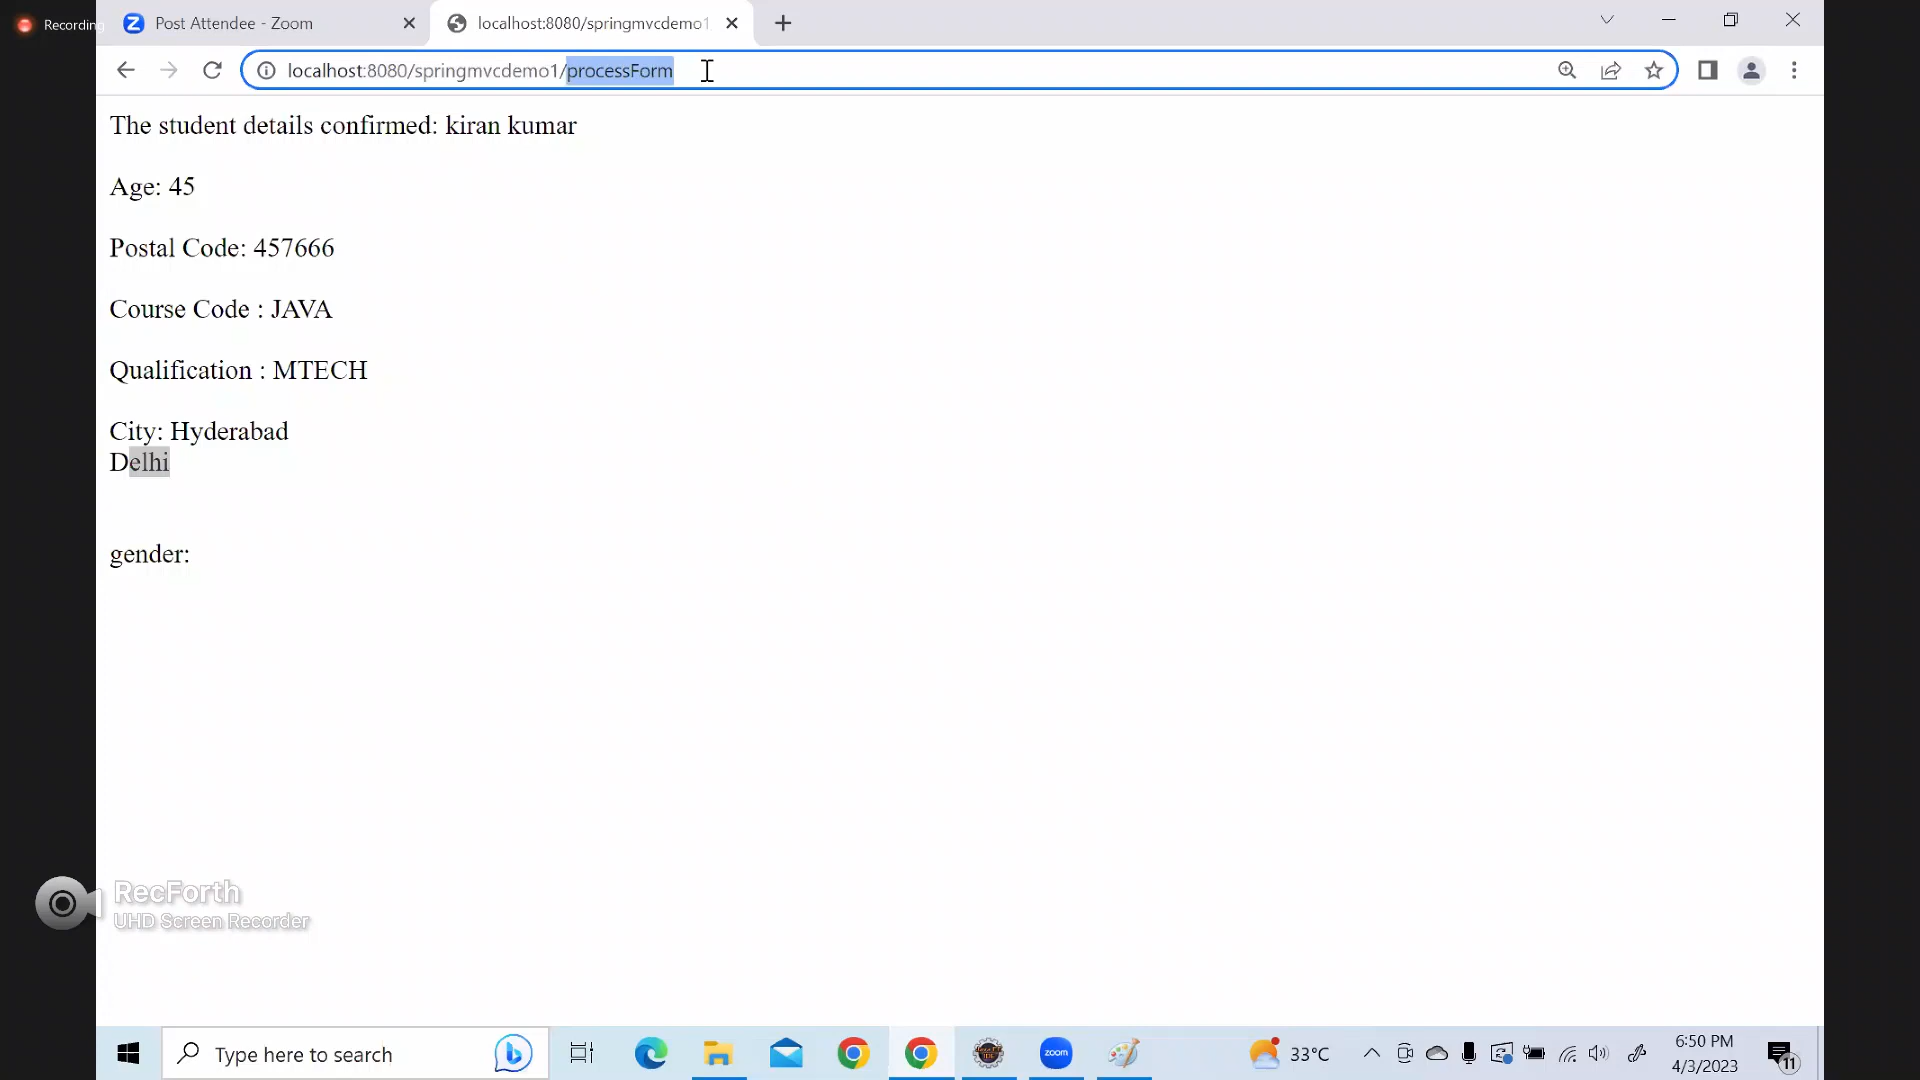 Recording
Post Attendee - Zoom
localhost:8080/springmvcdemo1
localhost:8080/springmvcdemo1/processForm
The student details confirmed: kiran kumar
Age: 45
Postal Code: 457666
Course Code : JAVA
Qualification : MTECH
City: Hyderabad
Delhi
gender:
RecForth
UHD Screen Recorder
Type here to search
zoom
33°C
6:50 PM
4/3/2023
11